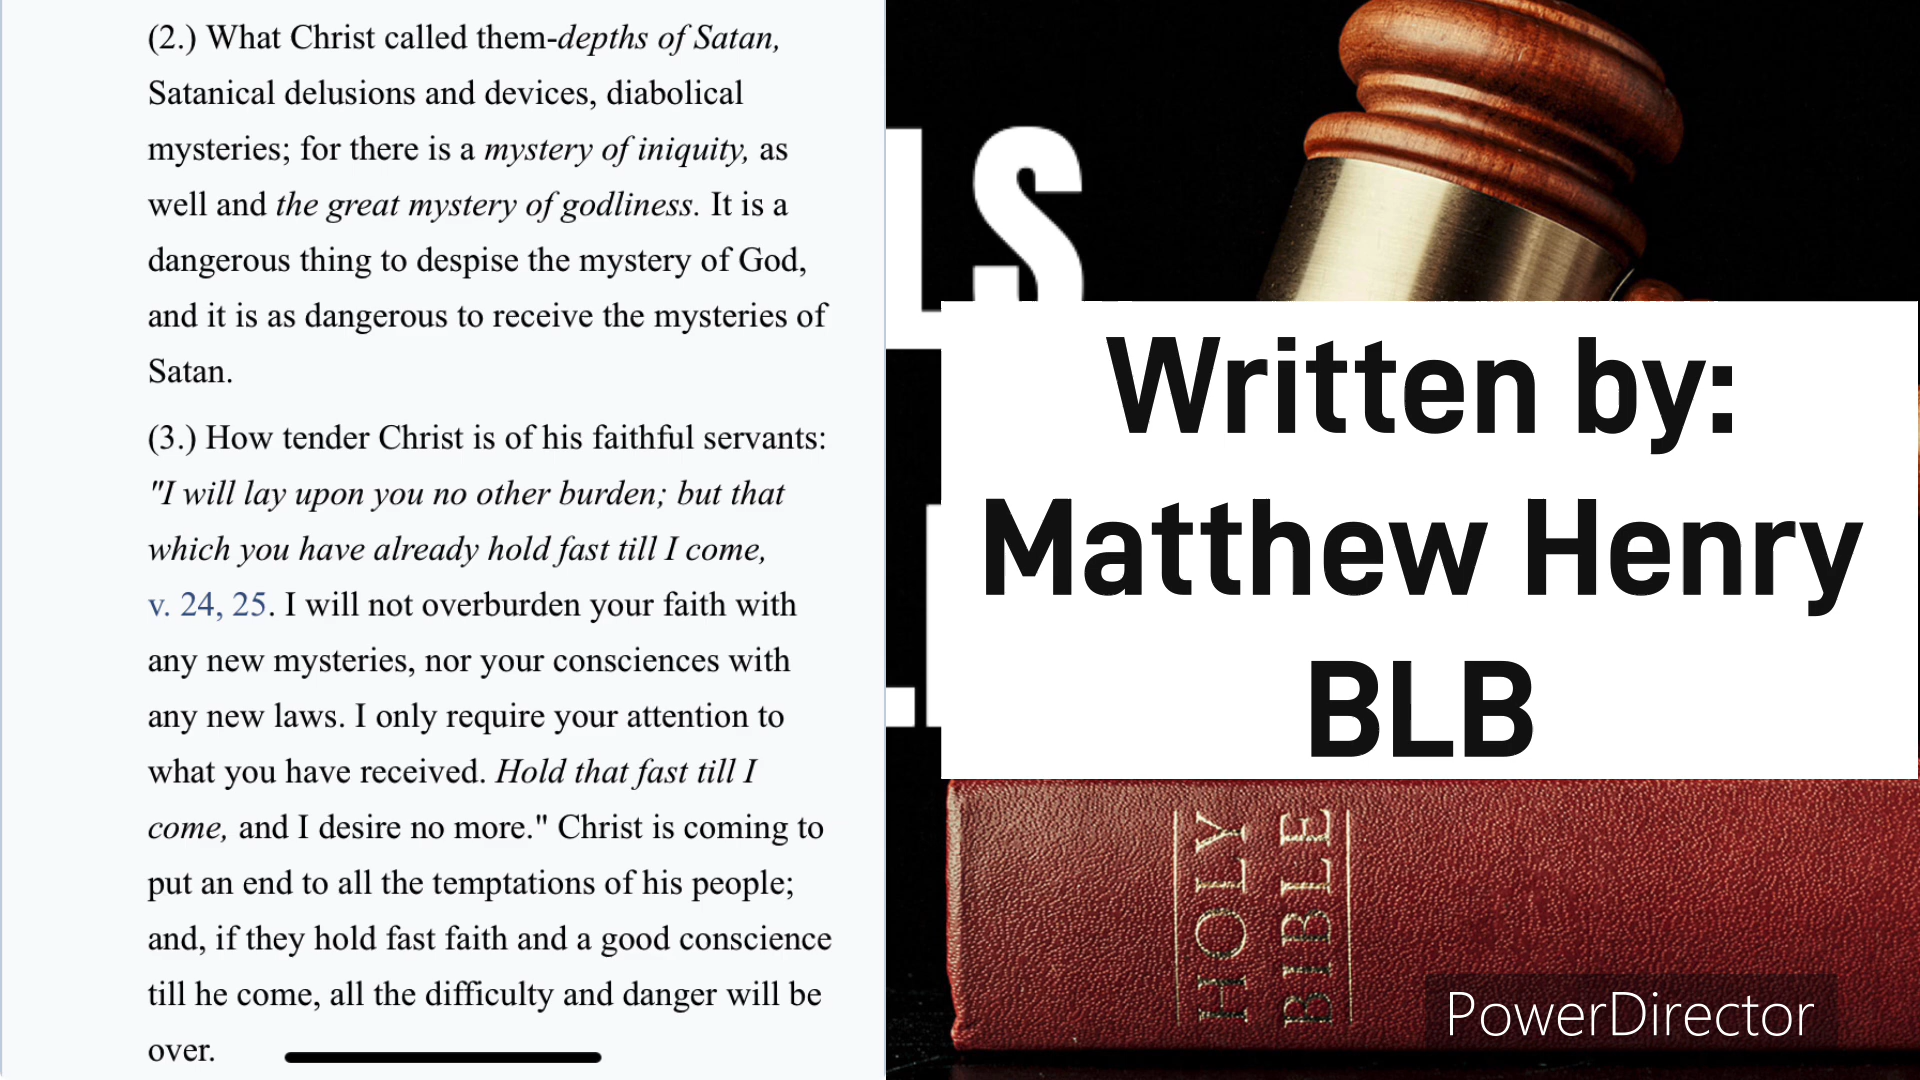 (2.) What Christ called them-depths of Satan,
Satanical delusions and devices, diabolical
mysteries; for there is a mystery of iniquity, as
well and the great mystery of godliness. It is a
dangerous thing to despise the mystery of God,
and it is as dangerous to receive the mysteries of
Satan.
(3.) How tender Christ is of his faithful servants:
"I will lay upon you no other burden; but that
which you have already hold fast till I come,
v. 24, 25. I will not overburden your faith with
any new mysteries, nor your consciences with
any new laws. I only require your attention to
what you have received. Hold that fast till I
come, and I desire no more." Christ is coming to
put an end to all the temptations of his people;
and, if they hold fast faith and a good conscience
till he come, all the difficulty and danger will be
over.
Written by:
Matthew Henry
BLB
HOLY
BIBLE
PowerDirector